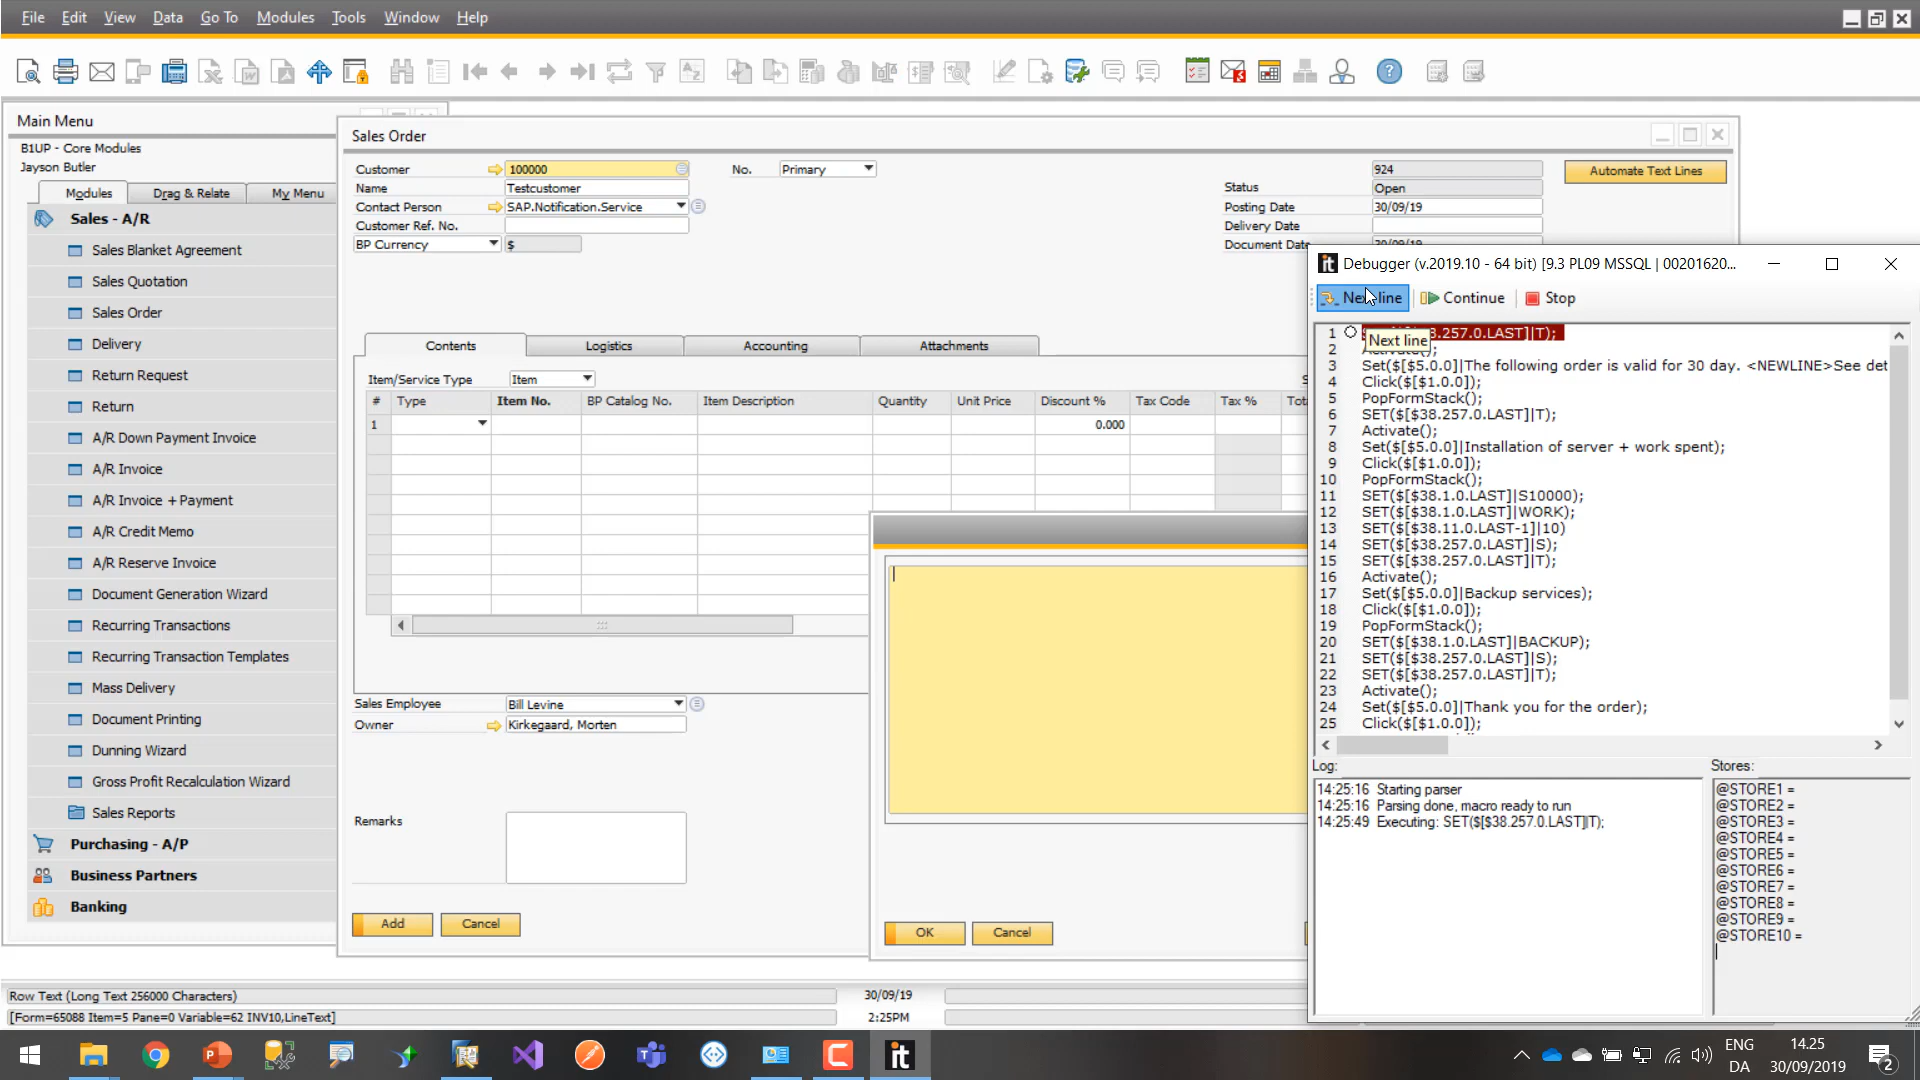 File Edit View Data Go To Modules Tools Window Help
Main Menu
B1UP - Core Modules
Jayson Butler
Modules Drag & Relate My Menu
Sales - A/R
Sales Blanket Agreement
Sales Quotation
Sales Order
Delivery
Return Request
Return
A/R Down Payment Invoice
A/R Invoice
A/R Invoice + Payment
A/R Credit Memo
A/R Reserve Invoice
Document Generation Wizard
Recurring Transactions
Recurring Transaction Templates
Mass Delivery
Document Printing
Dunning Wizard
Gross Profit Recalculation Wizard
Sales Reports
Purchasing - A/P
Business Partners
Banking
Sales Order
Customer 100000 No. Primary 924 Automate Text Lines
Name Testcustomer Status Open
Contact Person SAP.Notification.Service Posting Date 30/09/19
Customer Ref. No. Delivery Date
BP Currency $ Document Date 30/09/19
Contents Logistics Accounting Attachments
Item/Service Type Item
# Type Item No. BP Catalog No. Item Description Quantity Unit Price Discount % Tax Code Tax %
1 0.000
Sales Employee Bill Levine
Owner Kirkegaard, Morten
Remarks
Add Cancel
OK Cancel
Debugger (v.2019.10 - 64 bit) [9.3 PL09 MSSQL | 00201620...
Next line Continue Stop
Next line
1 38.257.0.LAST]|T);
2 Activate();
3 Set($[$5.0.0]|The following order is valid for 30 day. <NEWLINE>See det
4 Click($[$1.0.0]);
5 PopFormStack();
6 SET($[$38.257.0.LAST]|T);
7 Activate();
8 Set($[$5.0.0]|Installation of server + work spent);
9 Click($[$1.0.0]);
10 PopFormStack();
11 SET($[$38.1.0.LAST]|S10000);
12 SET($[$38.1.0.LAST]|WORK);
13 SET($[$38.11.0.LAST-1]|10)
14 SET($[$38.257.0.LAST]|S);
15 SET($[$38.257.0.LAST]|T);
16 Activate();
17 Set($[$5.0.0]|Backup services);
18 Click($[$1.0.0]);
19 PopFormStack();
20 SET($[$38.1.0.LAST]|BACKUP);
21 SET($[$38.257.0.LAST]|S);
22 SET($[$38.257.0.LAST]|T);
23 Activate();
24 Set($[$5.0.0]|Thank you for the order);
25 Click($[$1.0.0]);
Log: Stores:
14:25:16 Starting parser
14:25:16 Parsing done, macro ready to run
14:25:49 Executing: SET($[$38.257.0.LAST]|T);
@STORE1 =
@STORE2 =
@STORE3 =
@STORE4 =
@STORE5 =
@STORE6 =
@STORE7 =
@STORE8 =
@STORE9 =
@STORE10 =
Row Text (Long Text 256000 Characters) 30/09/19
[Form=65088 Item=5 Pane=0 Variable=62 INV10,LineText] 2:25PM
ENG 14.25
DA 30/09/2019 2